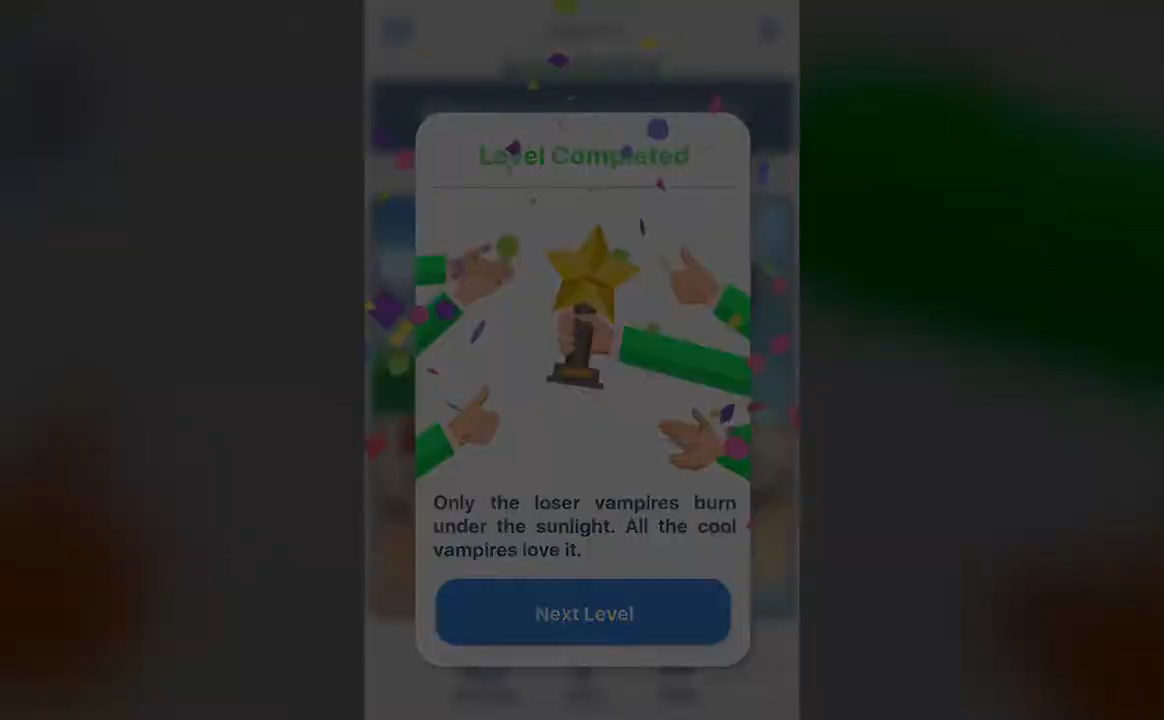 Level Completed
Only the loser vampires burn
under the sunlight. All the cool
vampires love it.
Next Level